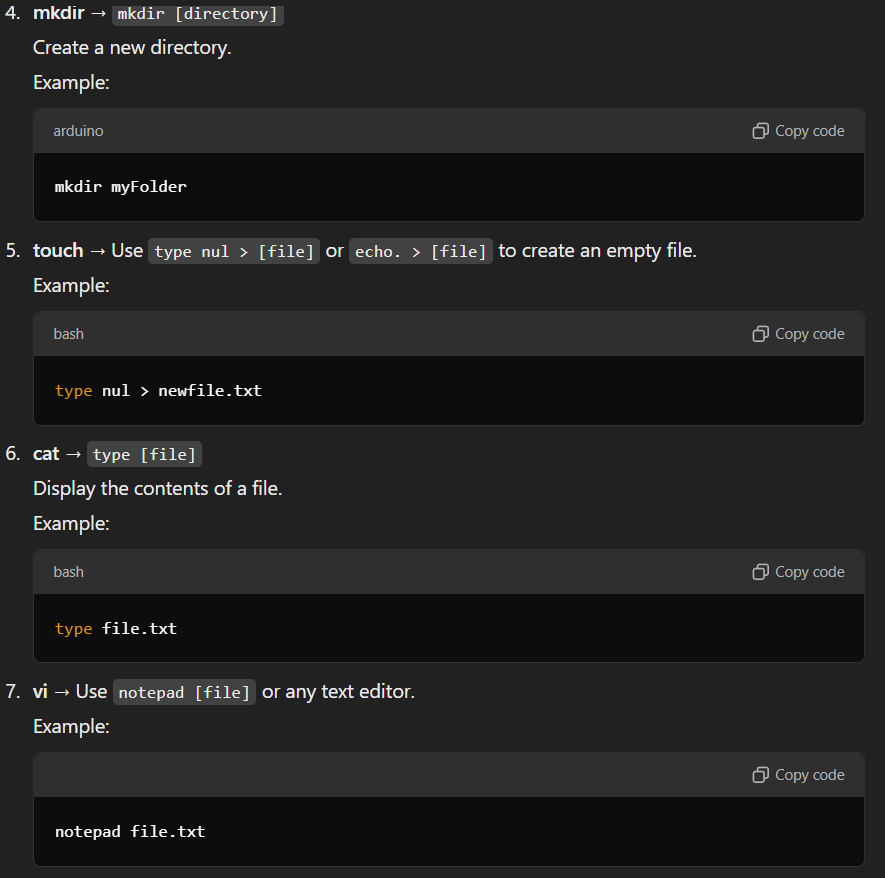 4. mkdir → mkdir [directory]
Create a new directory.
Example:
arduino Copy code
mkdir myFolder
5. touch → Use type nul > [file] or echo. > [file] to create an empty file.
Example:
bash Copy code
type nul > newfile.txt
6. cat → type [file]
Display the contents of a file.
Example:
bash Copy code
type file.txt
7. vi → Use notepad [file] or any text editor.
Example:
Copy code
notepad file.txt